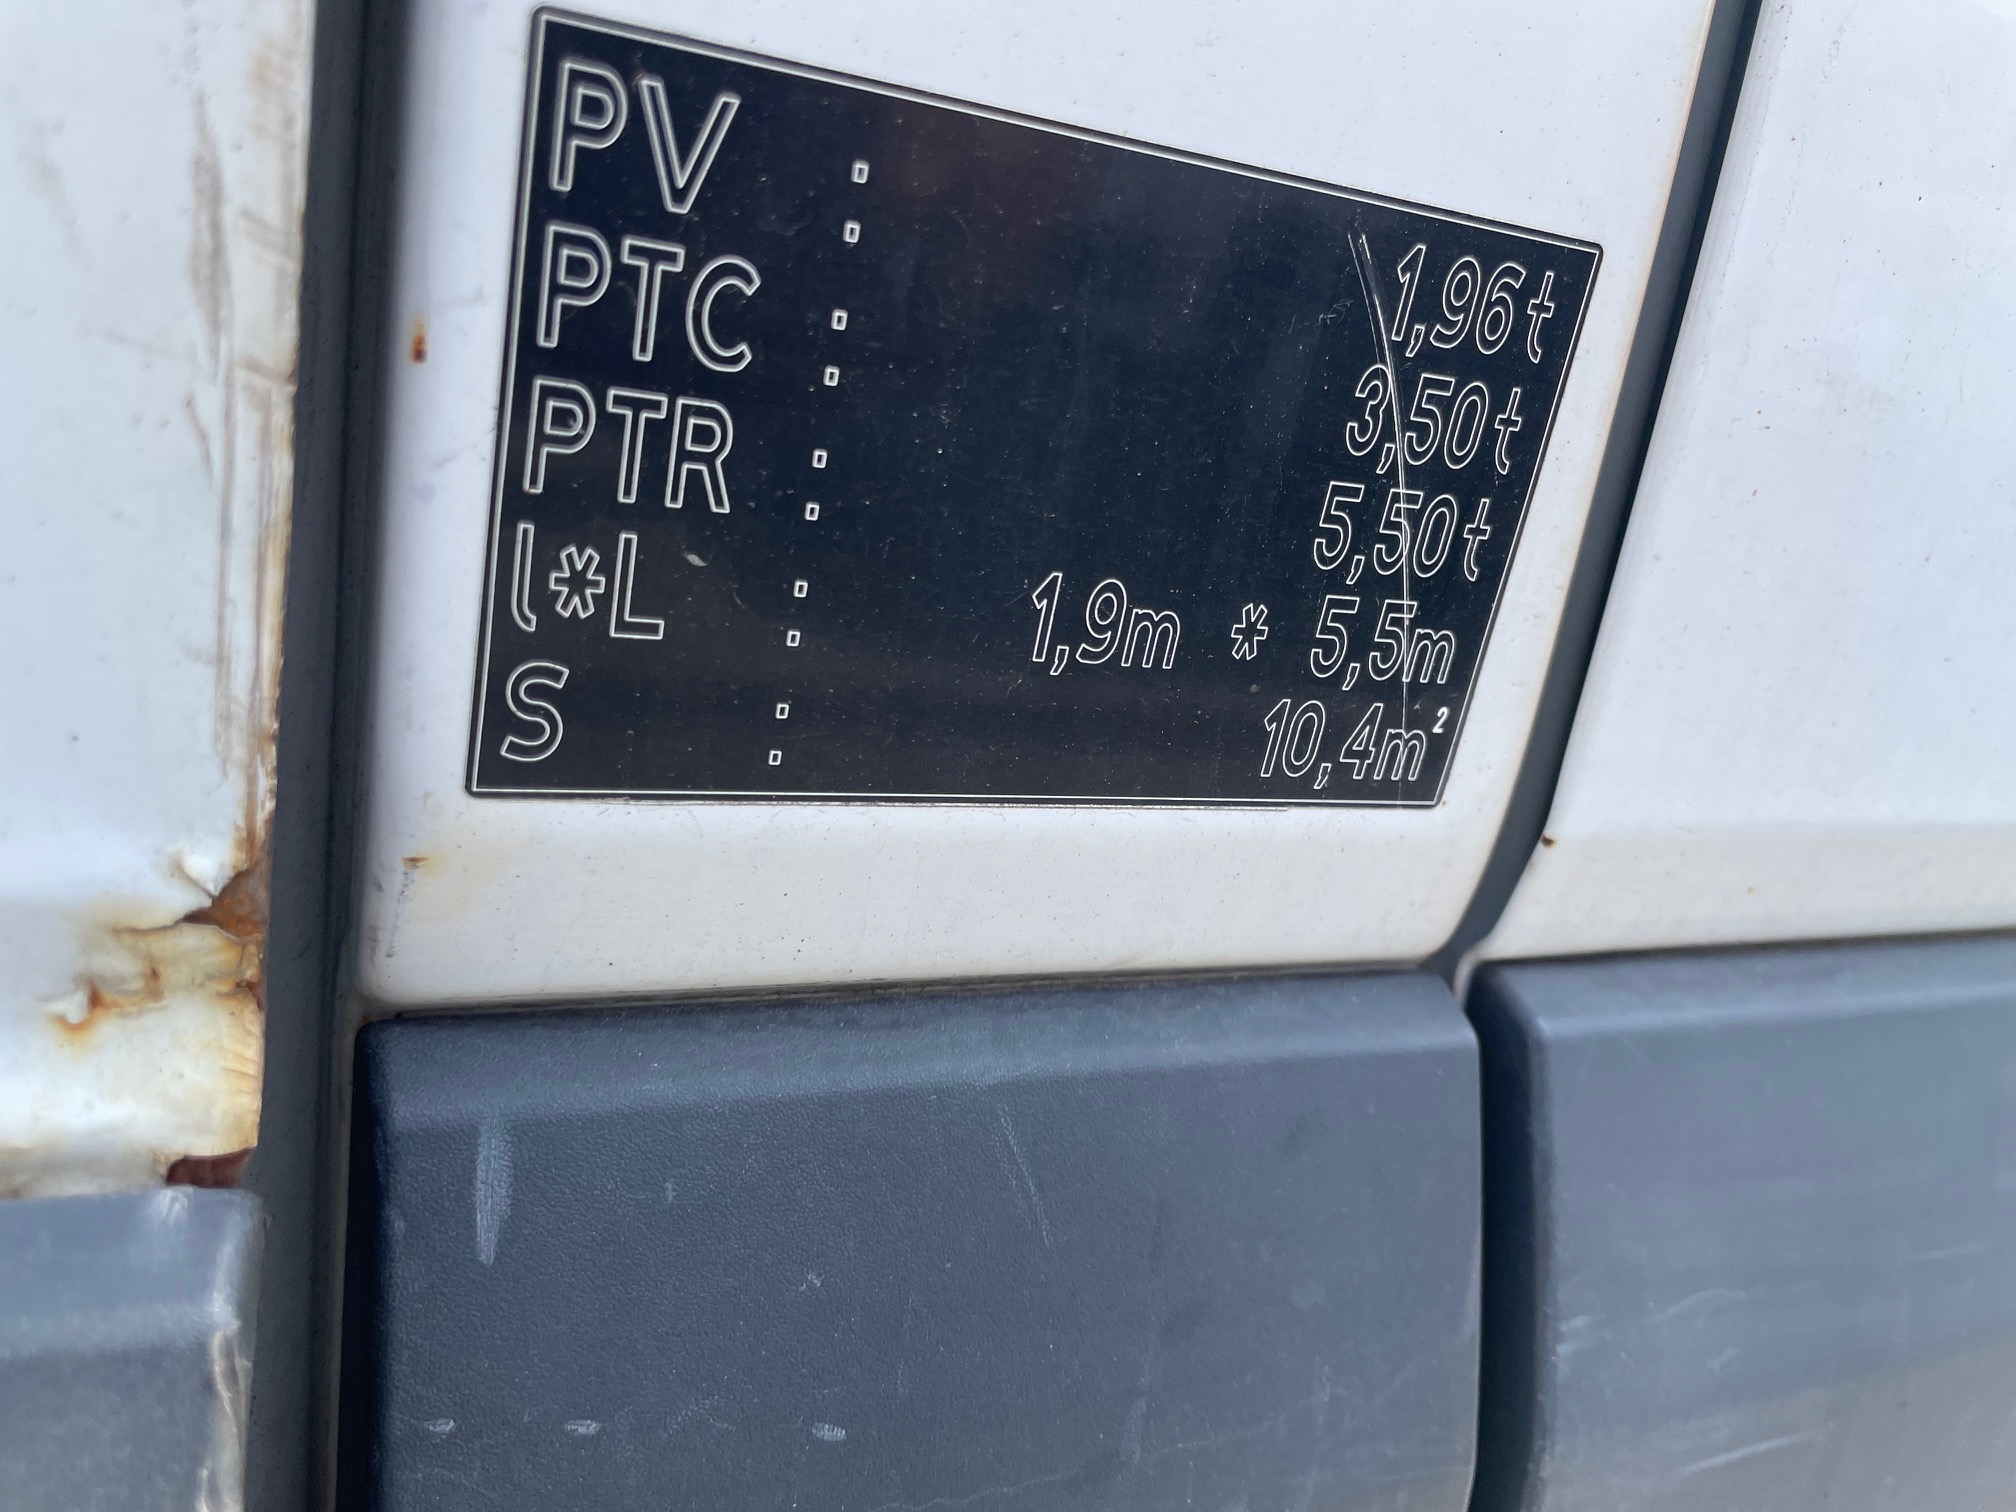 PV : 1,96t
PTC : 3,50t
PTR : 5,50t
l*L : 1,9m * 5,5m
S : 10,4m²